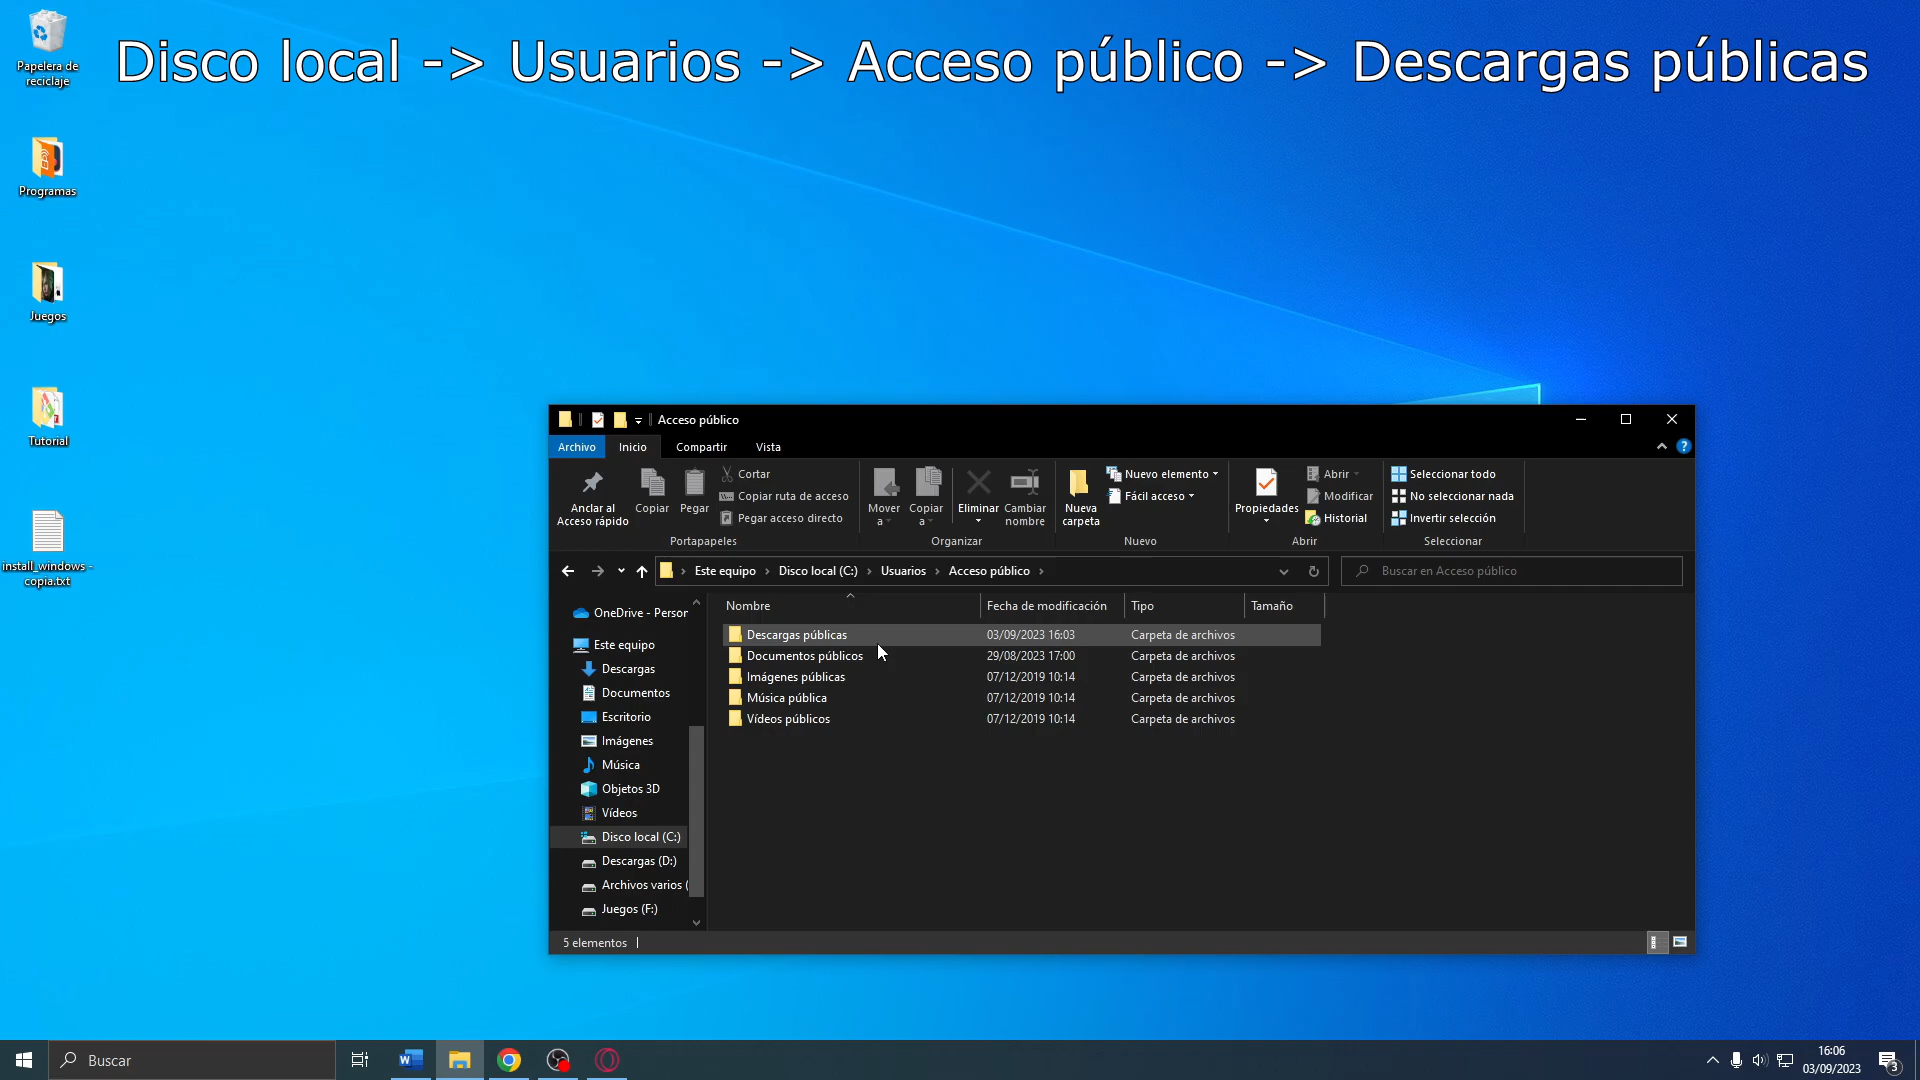 Disco local -> Usuarios -> Acceso público -> Descargas públicas
Papelera de
reciclaje
Programas
Juegos
Tutorial
install_windows -
copia.txt
Acceso público
Archivo Inicio Compartir Vista
Anclar al
Acceso rápido
Copiar
Pegar
Cortar
Copiar ruta de acceso
Pegar acceso directo
Portapapeles
Mover
a
Copiar
a
Eliminar
Cambiar
nombre
Organizar
Nueva
carpeta
Nuevo elemento
Fácil acceso
Nuevo
Propiedades
Abrir
Modificar
Historial
Abrir
Seleccionar todo
No seleccionar nada
Invertir selección
Seleccionar
Este equipo > Disco local (C:) > Usuarios > Acceso público >
Buscar en Acceso público
OneDrive - Person
Este equipo
Descargas
Documentos
Escritorio
Imágenes
Música
Objetos 3D
Vídeos
Disco local (C:)
Descargas (D:)
Archivos varios (
Juegos (F:)
Nombre Fecha de modificación Tipo Tamaño
Descargas públicas 03/09/2023 16:03 Carpeta de archivos
Documentos públicos 29/08/2023 17:00 Carpeta de archivos
Imágenes públicas 07/12/2019 10:14 Carpeta de archivos
Música pública 07/12/2019 10:14 Carpeta de archivos
Vídeos públicos 07/12/2019 10:14 Carpeta de archivos
5 elementos
Buscar
16:06
03/09/2023
3